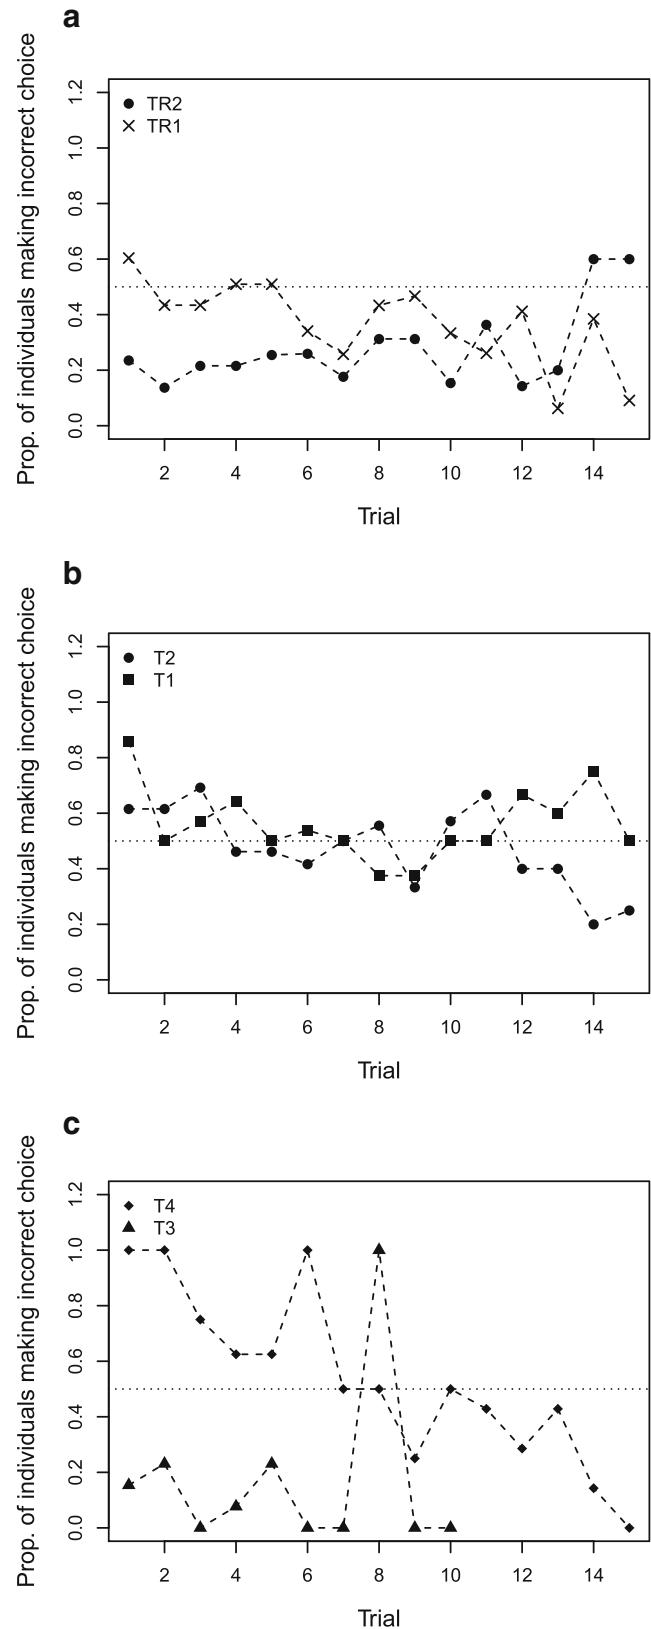 a
Prop. of individuals making incorrect choice
1.2
1.0
0.8
0.6
0.4
0.2
0.0
TR2
TR1
2 4 6 8 10 12 14
Trial
b
Prop. of individuals making incorrect choice
1.2
1.0
0.8
0.6
0.4
0.2
0.0
T2
T1
2 4 6 8 10 12 14
Trial
c
Prop. of individuals making incorrect choice
1.2
1.0
0.8
0.6
0.4
0.2
0.0
T4
T3
2 4 6 8 10 12 14
Trial